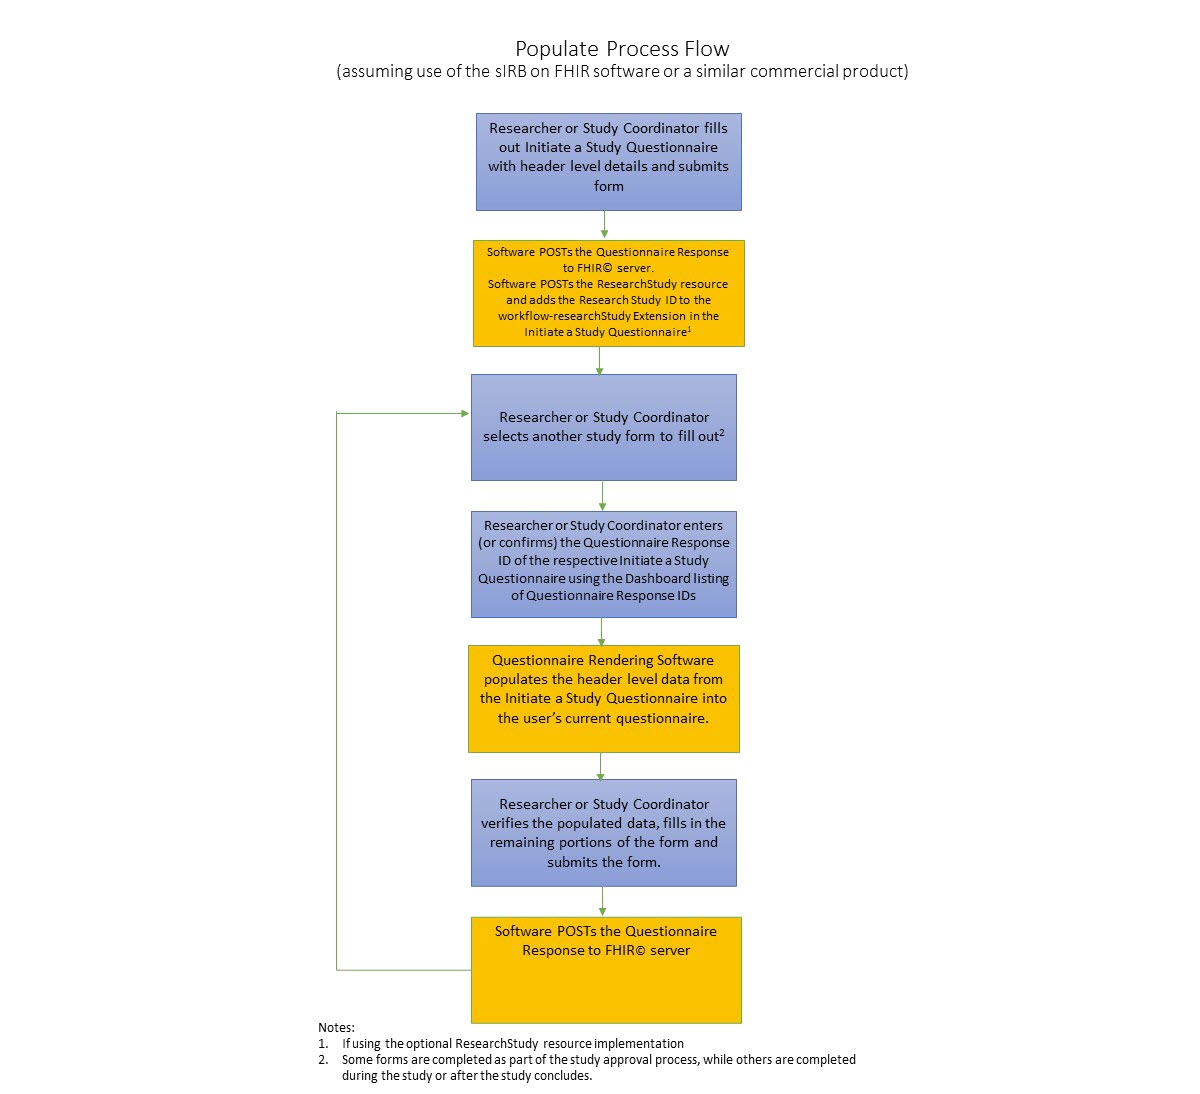 Populate Process Flow
(assuming use of the sIRB on FHIR software or a similar commercial product)
Researcher or Study Coordinator fills
out Initiate a Study Questionnaire
with header level details and submits
form
Software POSTs the Questionnaire Response
to FHIR© server.
Software POSTs the ResearchStudy resource
and adds the Research Study ID to the
workflow-researchStudy Extension in the
Initiate a Study Questionnaire¹
Researcher or Study Coordinator
selects another study form to fill out²
Researcher or Study Coordinator enters
(or confirms) the Questionnaire Response
ID of the respective Initiate a Study
Questionnaire using the Dashboard listing
of Questionnaire Response IDs
Questionnaire Rendering Software
populates the header level data from
the Initiate a Study Questionnaire into
the user’s current questionnaire.
Researcher or Study Coordinator
verifies the populated data, fills in the
remaining portions of the form and
submits the form.
Software POSTs the Questionnaire
Response to FHIR© server
Notes:
1. If using the optional ResearchStudy resource implementation
2. Some forms are completed as part of the study approval process, while others are completed
during the study or after the study concludes.